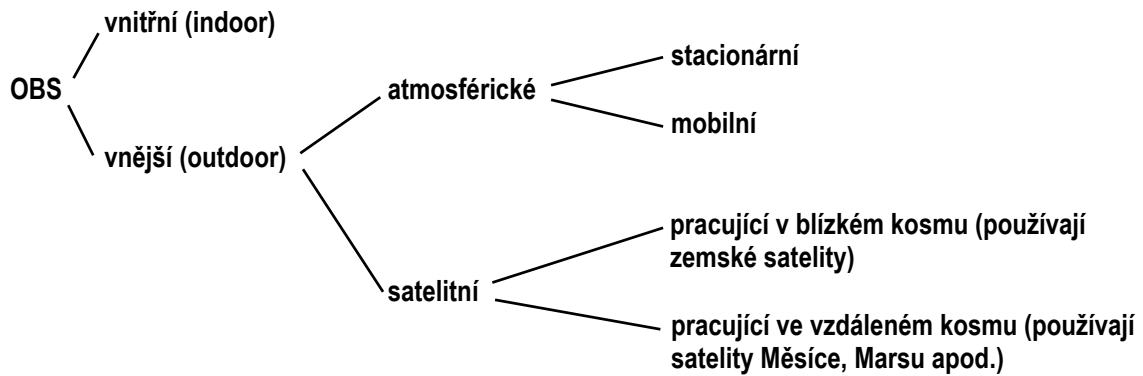 vnitřní (indoor)
OBS
vnější (outdoor)
atmosférické
stacionární
mobilní
satelitní
pracující v blízkém kosmu (používají
zemské satelity)
pracující ve vzdáleném kosmu (používají
satelity Měsíce, Marsu apod.)